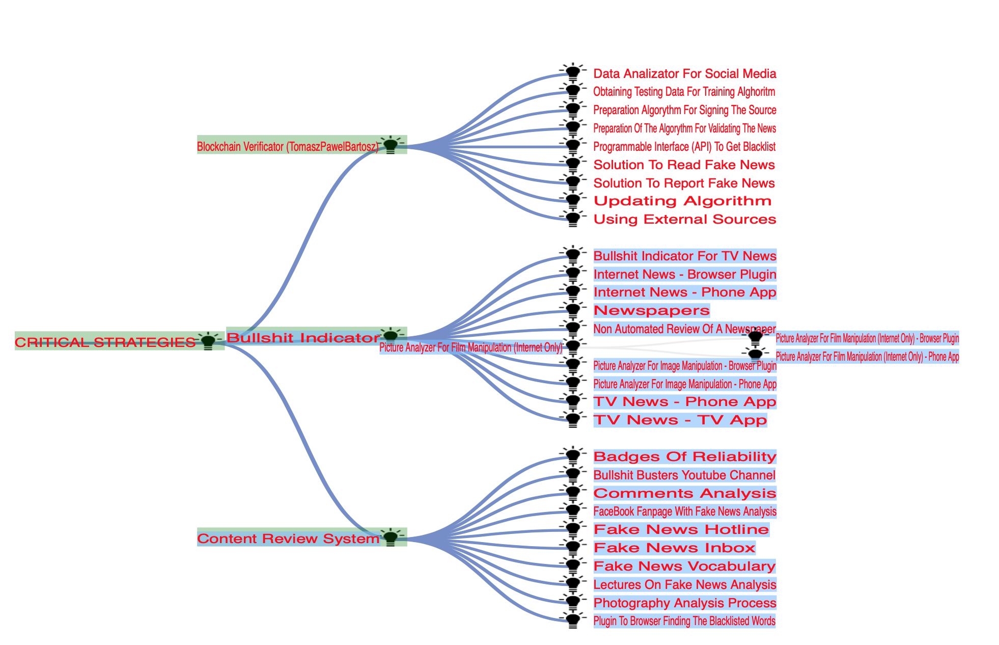 CRITICAL STRATEGIES
Blockchain Verificator (TomaszPawelBartosz)
Data Analizator For Social Media
Obtaining Testing Data For Training Alghoritm
Preparation Algorythm For Signing The Source
Preparation Of The Algorythm For Validating The News
Programmable Interface (API) To Get Blacklist
Solution To Read Fake News
Solution To Report Fake News
Updating Algorithm
Using External Sources
Bullshit Indicator
Bullshit Indicator For TV News
Internet News - Browser Plugin
Internet News - Phone App
Newspapers
Non Automated Review Of A Newspaper
Picture Analyzer For Film Manipulation (Internet Only)
Picture Analyzer For Film Manipulation (Internet Only) - Browser Plugin
Picture Analyzer For Film Manipulation (Internet Only) - Phone App
Picture Analyzer For Image Manipulation - Browser Plugin
Picture Analyzer For Image Manipulation - Phone App
TV News - Phone App
TV News - TV App
Content Review System
Badges Of Reliability
Bullshit Busters Youtube Channel
Comments Analysis
FaceBook Fanpage With Fake News Analysis
Fake News Hotline
Fake News Inbox
Fake News Vocabulary
Lectures On Fake News Analysis
Photography Analysis Process
Plugin To Browser Finding The Blacklisted Words